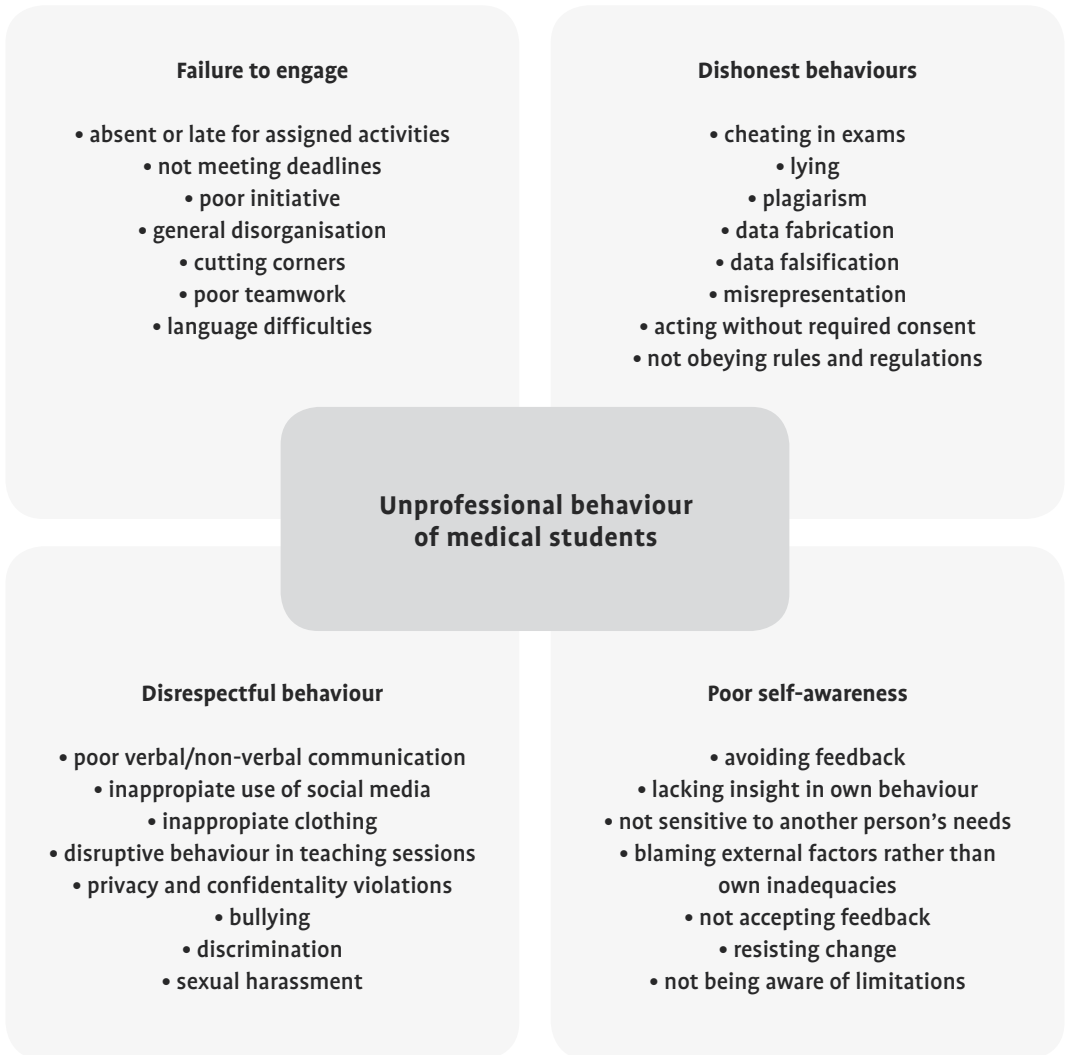 Failure to engage
• absent or late for assigned activities
• not meeting deadlines
• poor initiative
• general disorganisation
• cutting corners
• poor teamwork
• language difficulties
Dishonest behaviours
• cheating in exams
• lying
• plagiarism
• data fabrication
• data falsification
• misrepresentation
• acting without required consent
• not obeying rules and regulations
Unprofessional behaviour
of medical students
Disrespectful behaviour
• poor verbal/non-verbal communication
• inappropiate use of social media
• inappropiate clothing
• disruptive behaviour in teaching sessions
• privacy and confidentality violations
• bullying
• discrimination
• sexual harassment
Poor self-awareness
• avoiding feedback
• lacking insight in own behaviour
• not sensitive to another person’s needs
• blaming external factors rather than
own inadequacies
• not accepting feedback
• resisting change
• not being aware of limitations